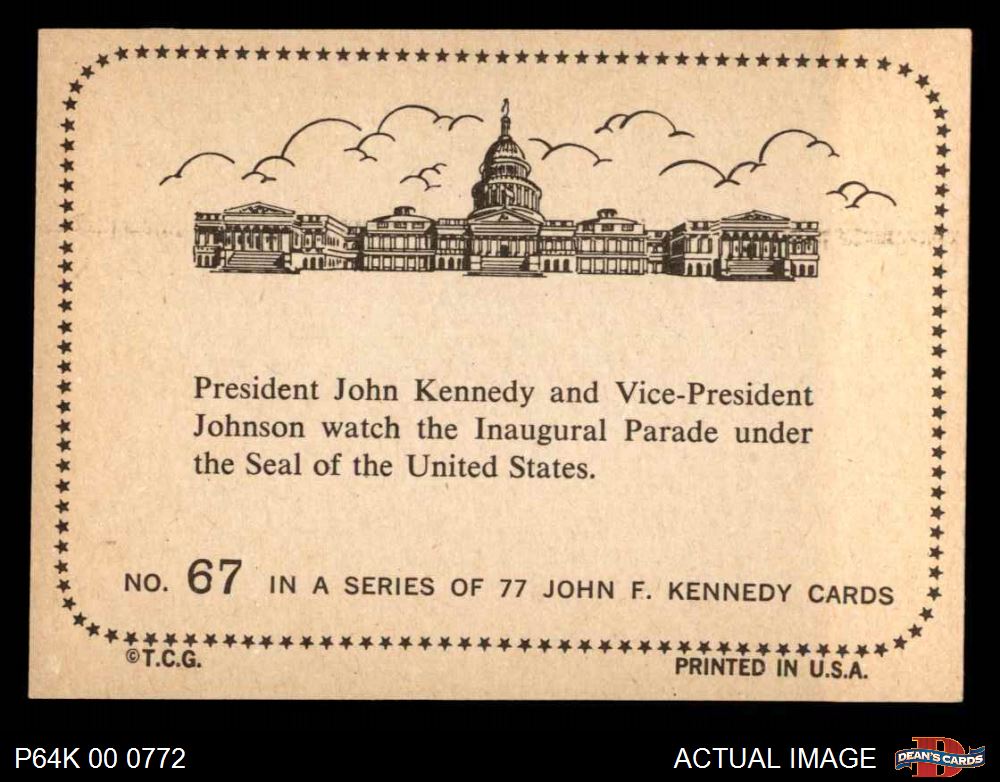 President John Kennedy and Vice-President
Johnson watch the Inaugural Parade under
the Seal of the United States.
NO. 67 IN A SERIES OF 77 JOHN F. KENNEDY CARDS
©T.C.G.
PRINTED IN U.S.A.
P64K 00 0772
ACTUAL IMAGE
D
DEAN'S CARDS